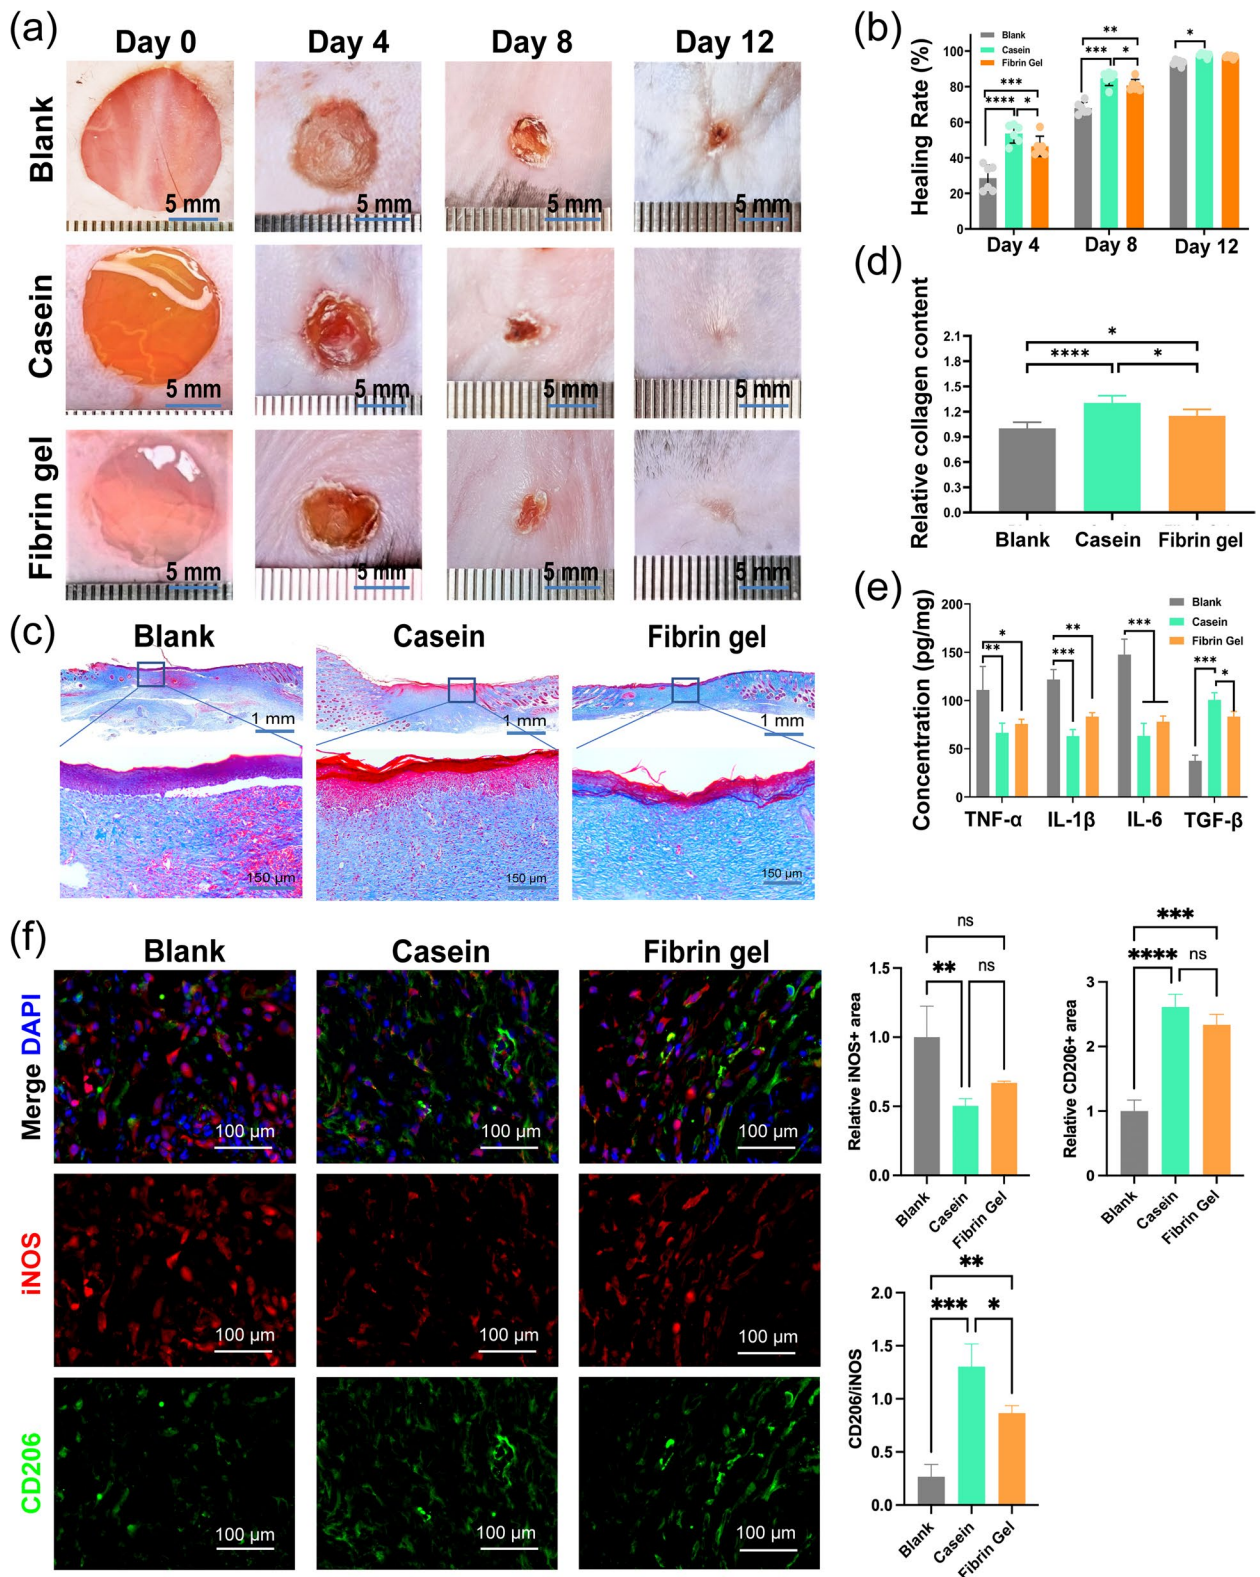 (a)
Day 0 Day 4 Day 8 Day 12
Blank
5 mm 5 mm 5 mm 5 mm
Casein
5 mm 5 mm 5 mm 5 mm
Fibrin gel
5 mm 5 mm 5 mm 5 mm
(b)
Healing Rate (%)
100
80
60
40
20
0
Blank
Casein
Fibrin Gel
*** **** * ** *** * *
Day 4 Day 8 Day 12
(c)
Blank Casein Fibrin gel
1 mm 1 mm 1 mm
150 μm 150 μm 150 μm
(d)
Relative collagen content
2.1
1.8
1.5
1.2
0.9
0.6
0.3
0.0
*
**** *
Blank Casein Fibrin gel
(e)
Concentration (pg/mg)
200
150
100
50
0
Blank
Casein
Fibrin Gel
* ** ** *** *** *** *
TNF-α IL-1β IL-6 TGF-β
(f)
Blank Casein Fibrin gel
Merge DAPI
100 μm 100 μm 100 μm
iNOS
100 μm 100 μm 100 μm
CD206
100 μm 100 μm 100 μm
Relative iNOS+ area
1.5
1.0
0.5
0.0
ns
** ns
Blank Casein Fibrin Gel
Relative CD206+ area
3
2
1
0
***
**** ns
Blank Casein Fibrin Gel
CD206/iNOS
2.0
1.5
1.0
0.5
0.0
**
*** *
Blank Casein Fibrin Gel